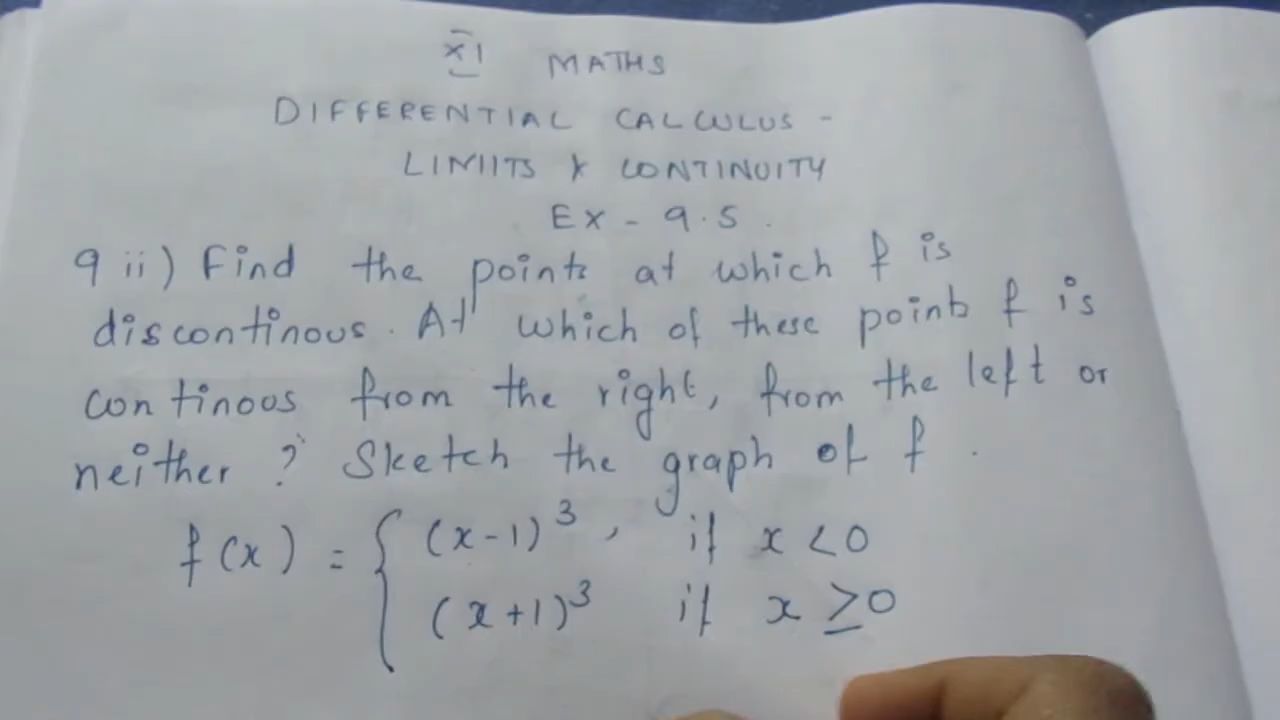 XI MATHS
DIFFERENTIAL CALCULUS -
LIMITS & CONTINUITY
EX - 9.5.
9 ii) Find the points at which f is
discontinous. At which of these points f is
continoos from the right, from the left or
neither? Sketch the graph of f.
f(x) = { (x-1)^3, if x < 0
(x+1)^3 if x ≥ 0